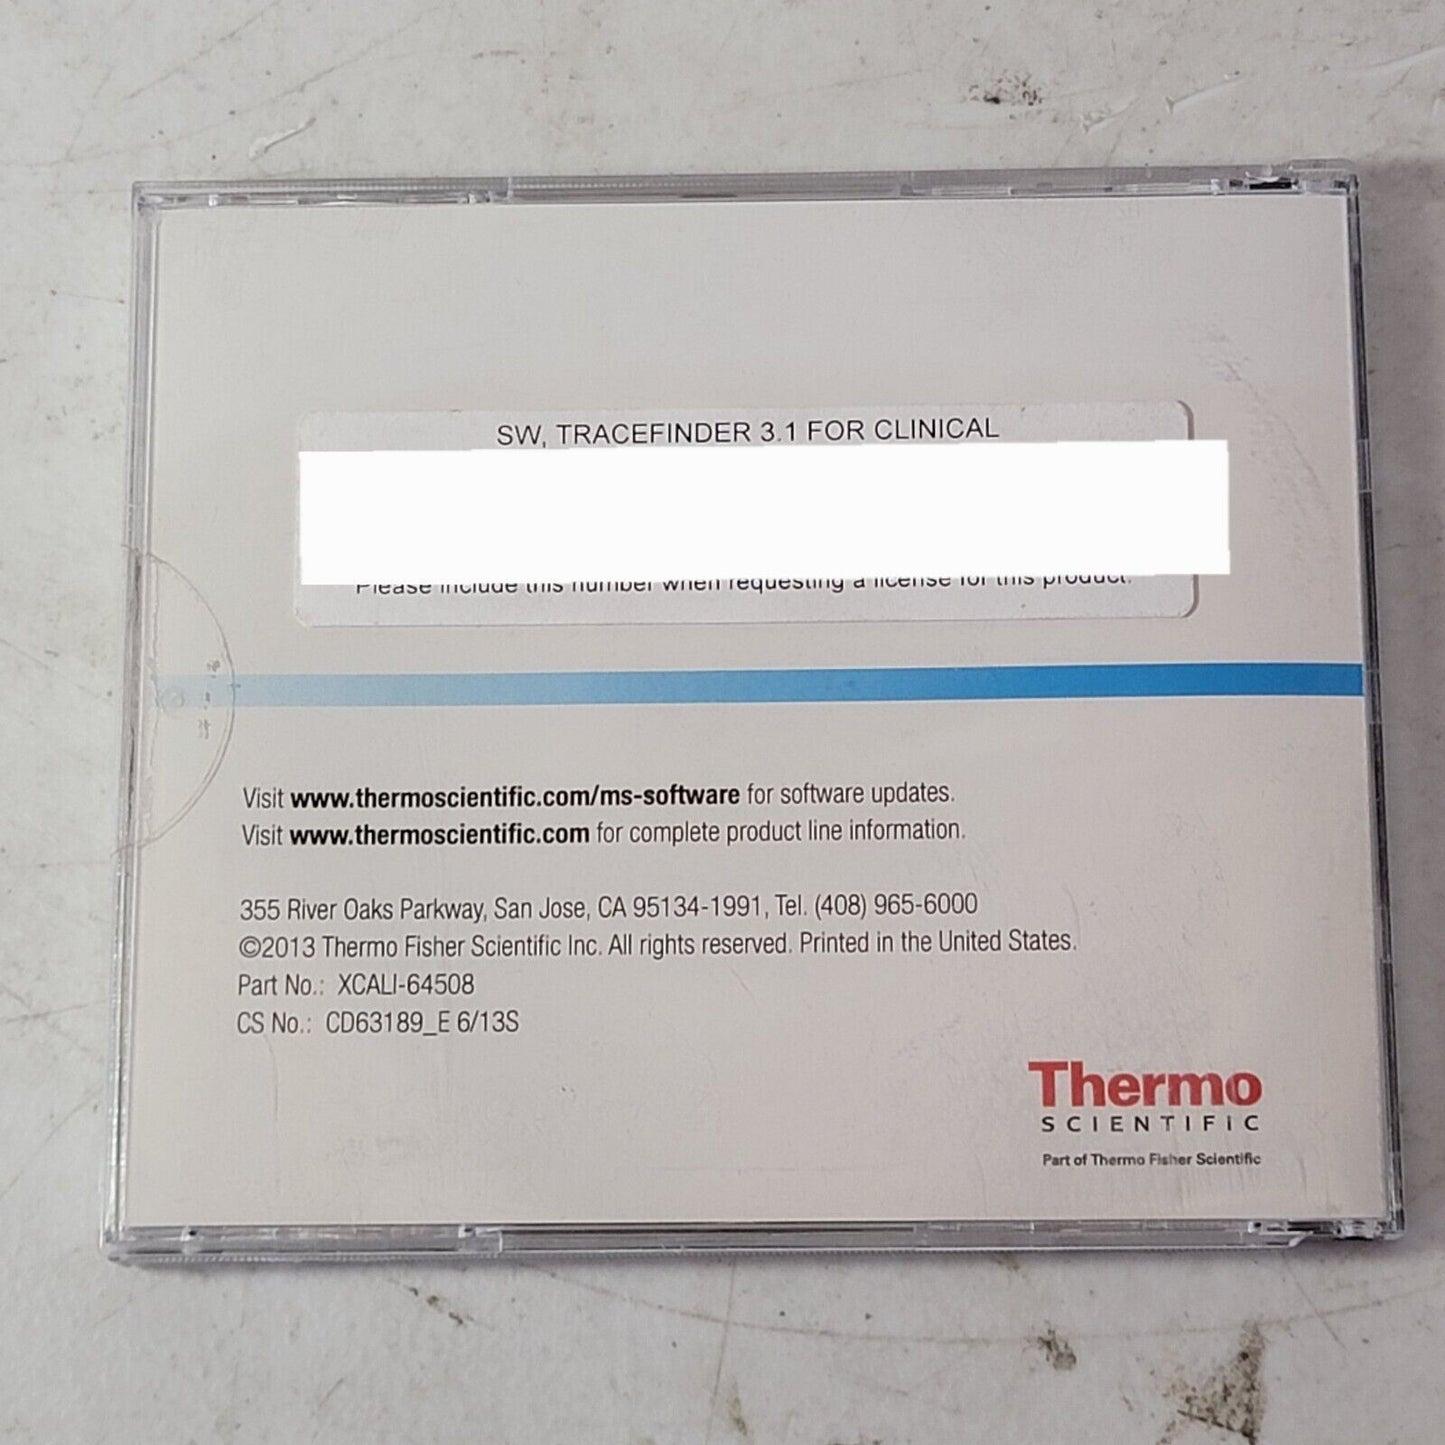 SW, TRACEFINDER 3.1 FOR CLINICAL
Please include this number when requesting a license for this product.
Visit www.thermoscientific.com/ms-software for software updates.
Visit www.thermoscientific.com for complete product line information.
355 River Oaks Parkway, San Jose, CA 95134-1991, Tel. (408) 965-6000
©2013 Thermo Fisher Scientific Inc. All rights reserved. Printed in the United States.
Part No.: XCALI-64508
CS No.: CD63189_E 6/13S
Thermo
SCIENTIFIC
Part of Thermo Fisher Scientific